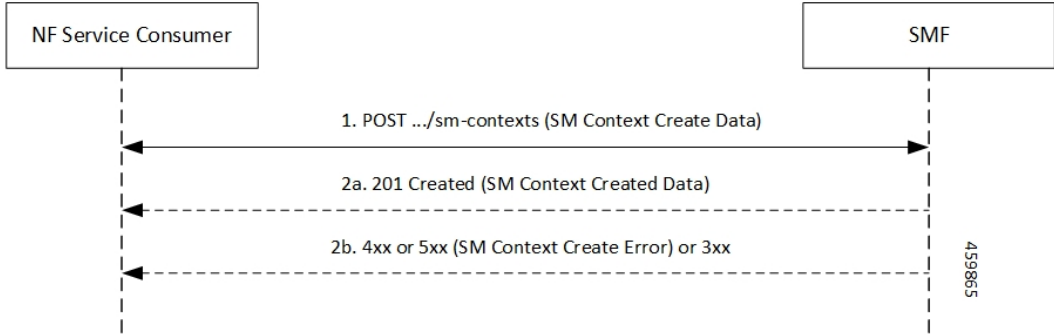 NF Service Consumer
SMF
1. POST .../sm-contexts (SM Context Create Data)
2a. 201 Created (SM Context Created Data)
2b. 4xx or 5xx (SM Context Create Error) or 3xx
459865